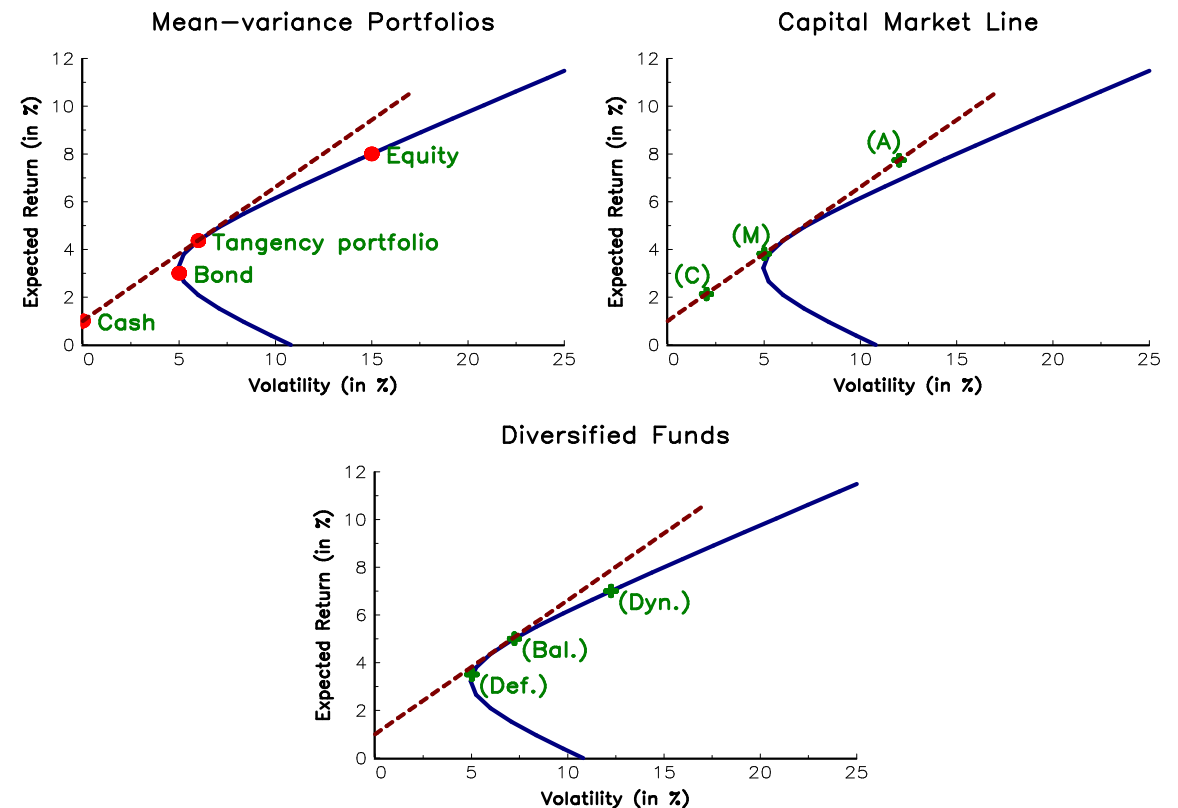 Mean-variance Portfolios
Expected Return (in %)
12
10
8
6
4
2
0
Equity
Tangency portfolio
Bond
Cash
0 5 10 15 20 25
Volatility (in %)
Capital Market Line
Expected Return (in %)
12
10
8
6
4
2
0
(A)
(M)
(C)
0 5 10 15 20 25
Volatility (in %)
Diversified Funds
Expected Return (in %)
12
10
8
6
4
2
0
(Dyn.)
(Bal.)
(Def.)
0 5 10 15 20 25
Volatility (in %)